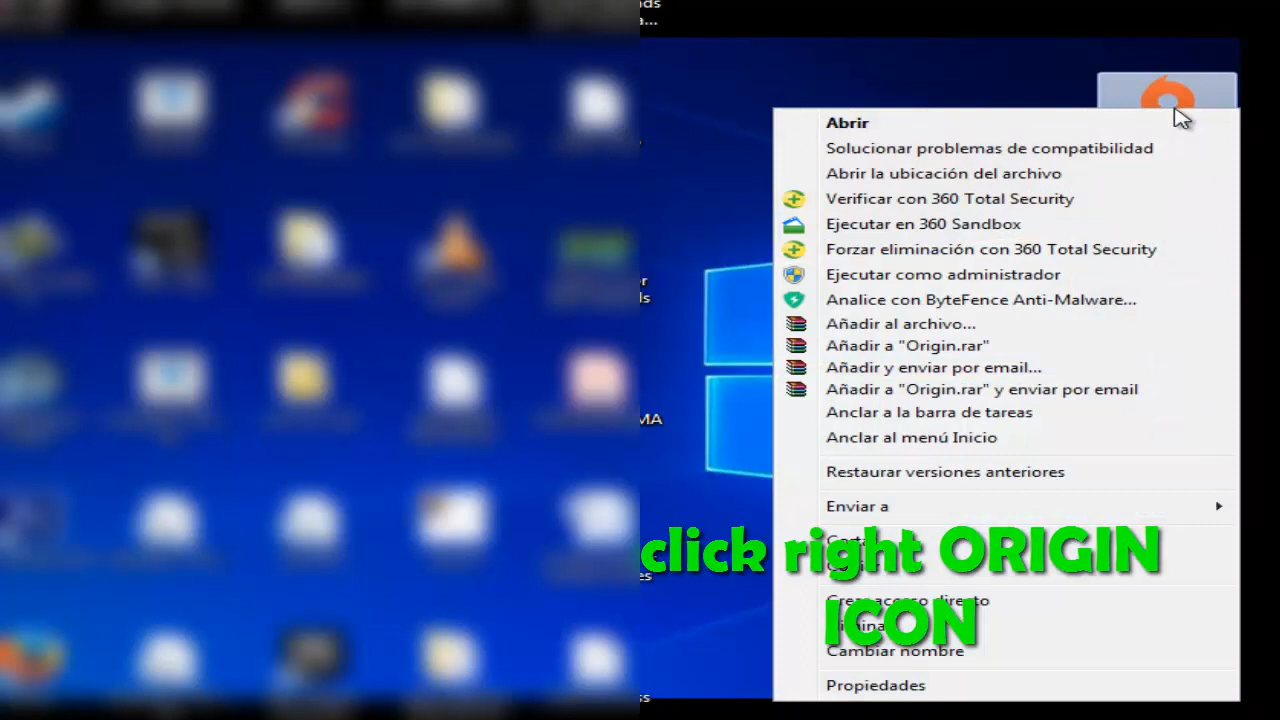 Abrir
Solucionar problemas de compatibilidad
Abrir la ubicación del archivo
Verificar con 360 Total Security
Ejecutar en 360 Sandbox
Forzar eliminación con 360 Total Security
Ejecutar como administrador
Analice con ByteFence Anti-Malware...
Añadir al archivo...
Añadir a "Origin.rar"
Añadir y enviar por email...
Añadir a "Origin.rar" y enviar por email
Anclar a la barra de tareas
Anclar al menú Inicio
Restaurar versiones anteriores
Enviar a
click right ORIGIN
ICON
Crear acceso directo
Cambiar nombre
Propiedades